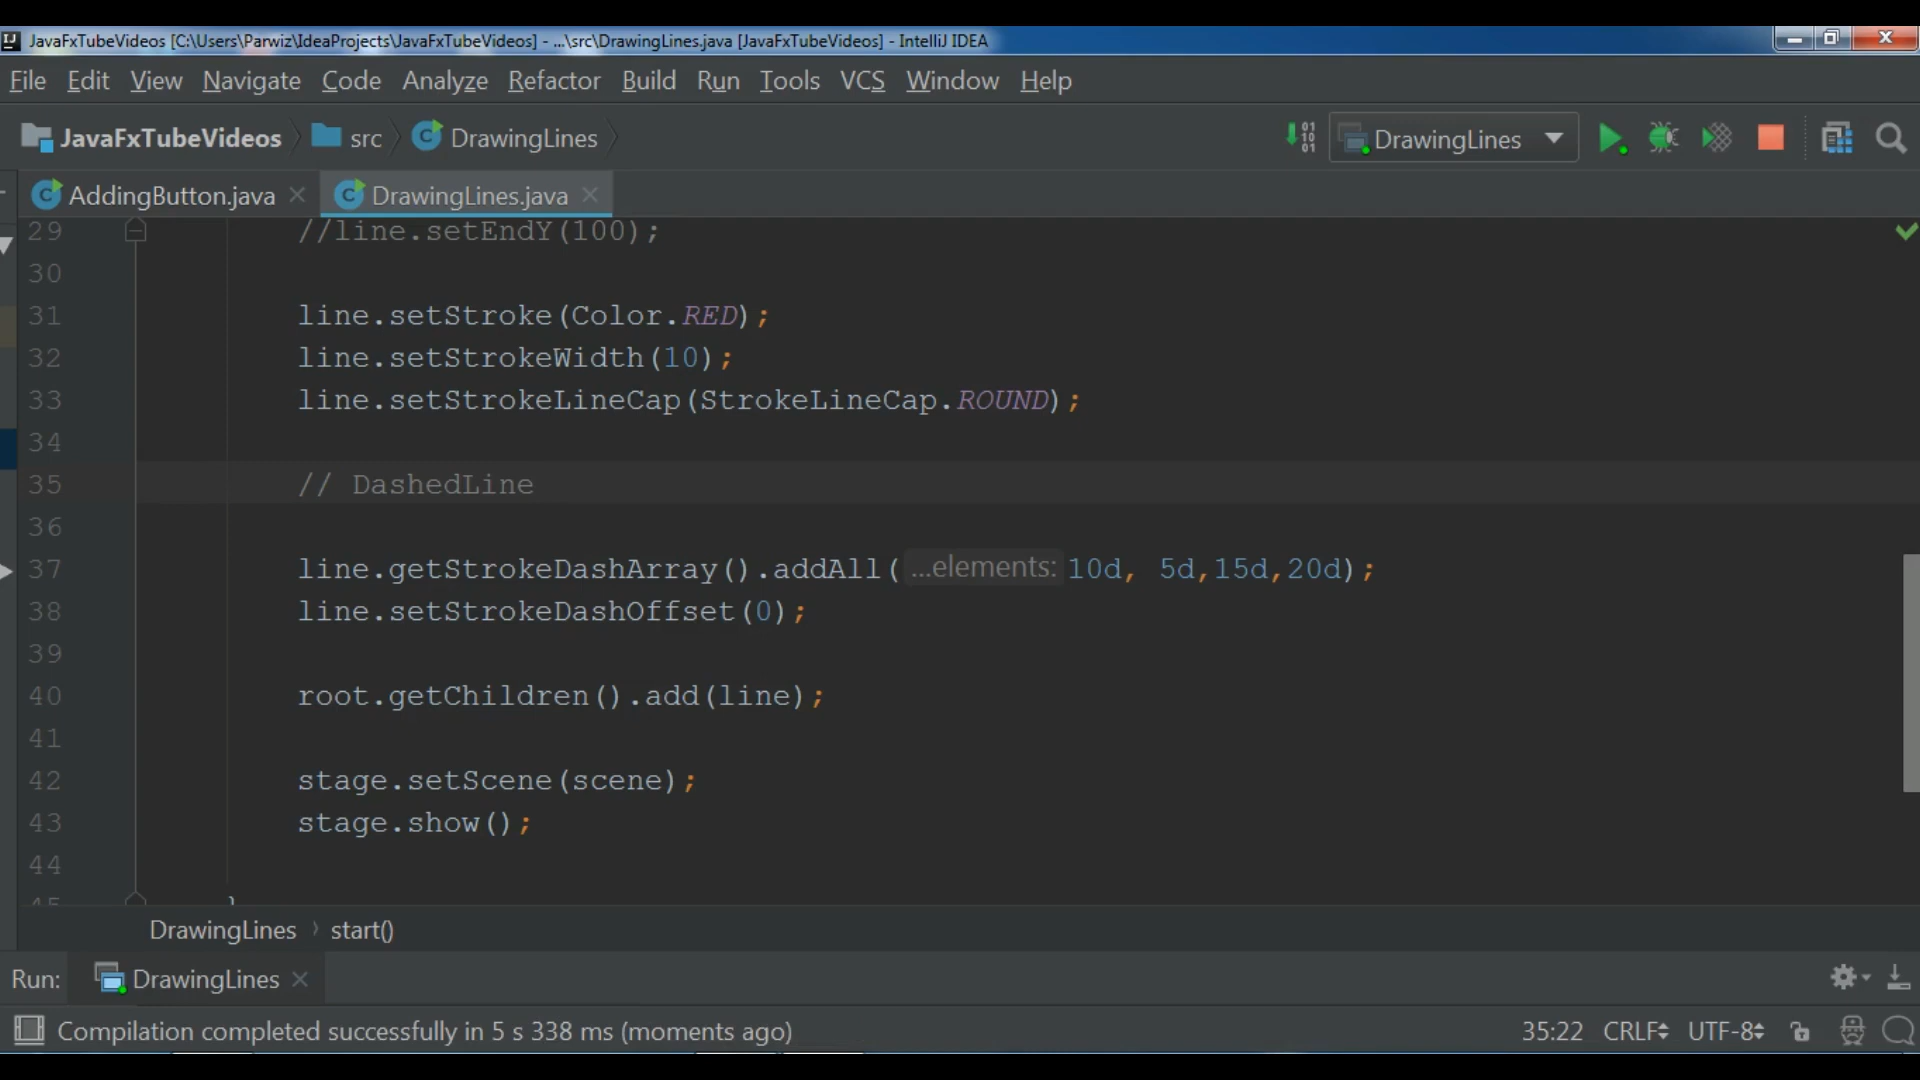 JavaFxTubeVideos [C:\Users\Parwiz\IdeaProjects\JavaFxTubeVideos] - ...\src\DrawingLines.java [JavaFxTubeVideos] - IntelliJ IDEA
File Edit View Navigate Code Analyze Refactor Build Run Tools VCS Window Help
JavaFxTubeVideos src DrawingLines DrawingLines
AddingButton.java DrawingLines.java
29 //line.setEndY(100);
30
31 line.setStroke(Color.RED);
32 line.setStrokeWidth(10);
33 line.setStrokeLineCap(StrokeLineCap.ROUND);
34
35 // DashedLine
36
37 line.getStrokeDashArray().addAll( ...elements: 10d, 5d,15d,20d);
38 line.setStrokeDashOffset(0);
39
40 root.getChildren().add(line);
41
42 stage.setScene(scene);
43 stage.show();
44
45 }
DrawingLines start()
Run: DrawingLines
Compilation completed successfully in 5 s 338 ms (moments ago) 35:22 CRLF UTF-8